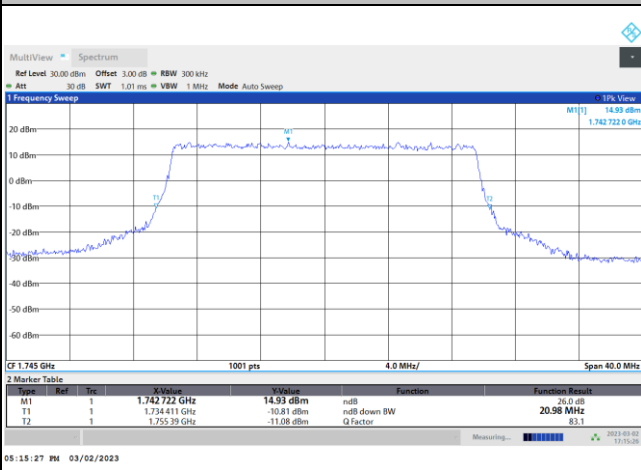 MultiView Spectrum
Ref Level 30.00 dBm Offset 3.00 dB RBW 300 kHz
Att 30 dB SWT 1.01 ms VBW 1 MHz Mode Auto Sweep
1 Frequency Sweep 1Pk View
M1[1] 14.93 dBm
1.742 722 0 GHz
M1
20 dBm
10 dBm
0 dBm
T1 T2
-10 dBm
-20 dBm
-30 dBm
-40 dBm
-50 dBm
-60 dBm
CF 1.745 GHz 1001 pts 4.0 MHz/ Span 40.0 MHz
2 Marker Table
Type Ref Trc X-Value Y-Value Function Function Result
M1 1 1.742 722 GHz 14.93 dBm ndB 26.0 dB
T1 1 1.734 411 GHz -10.81 dBm ndB down BW 20.98 MHz
T2 1 1.755 39 GHz -11.08 dBm Q Factor 83.1
Measuring... 2023-03-02
17:15:26
05:15:27 PM 03/02/2023